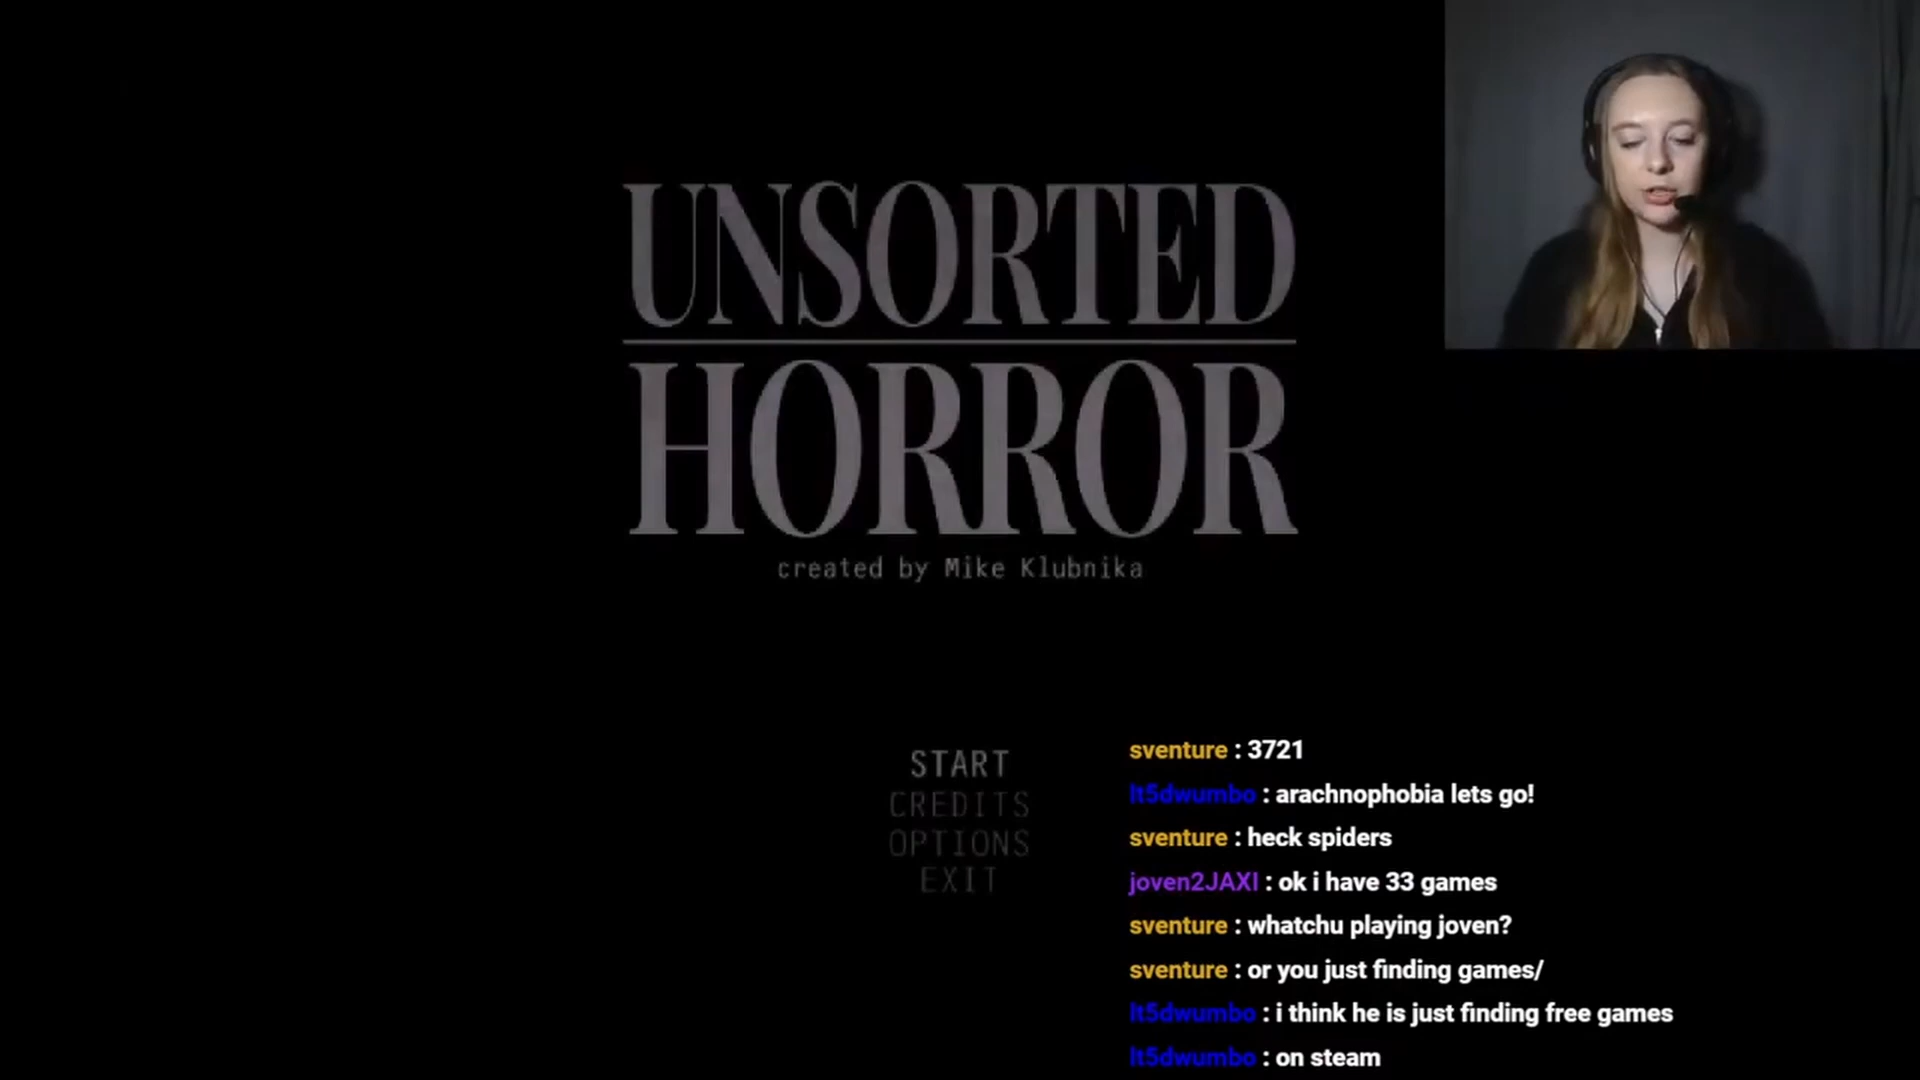 UNSORTED
HORROR
created by Mike Klubnika
START
CREDITS
OPTIONS
EXIT
sventure : 3721
lt5dwumbo : arachnophobia lets go!
sventure : heck spiders
joven2JAXI : ok i have 33 games
sventure : whatchu playing joven?
sventure : or you just finding games/
lt5dwumbo : i think he is just finding free games
lt5dwumbo : on steam